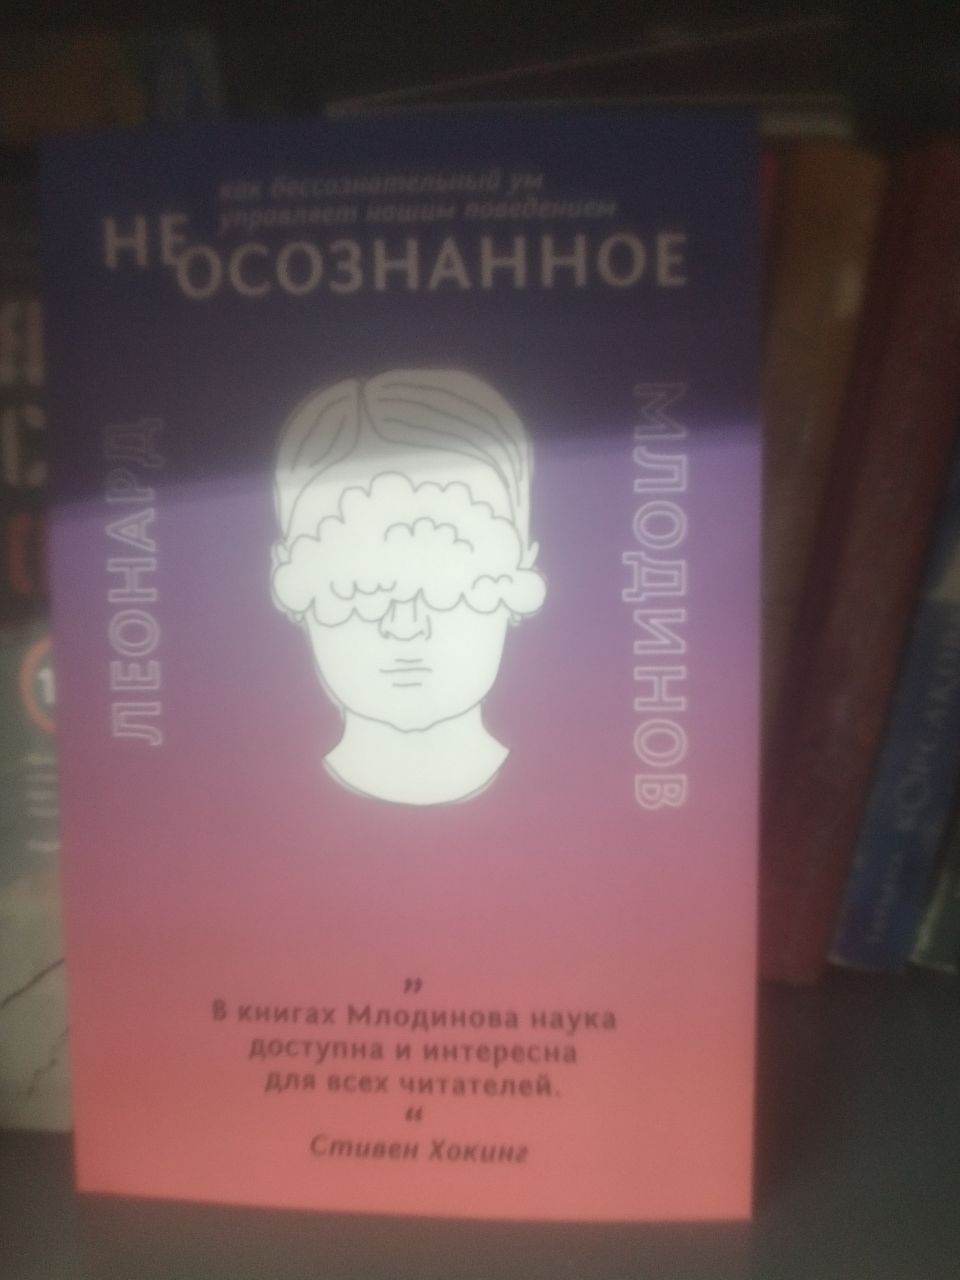 как бессознательный ум
управляет нашим поведением
НЕОСОЗНАННОЕ
ЛЕОНАРД
МЛОДИНОВ
”
В книгах Млодинова наука
доступна и интересна
для всех читателей.
“
Стивен Хокинг